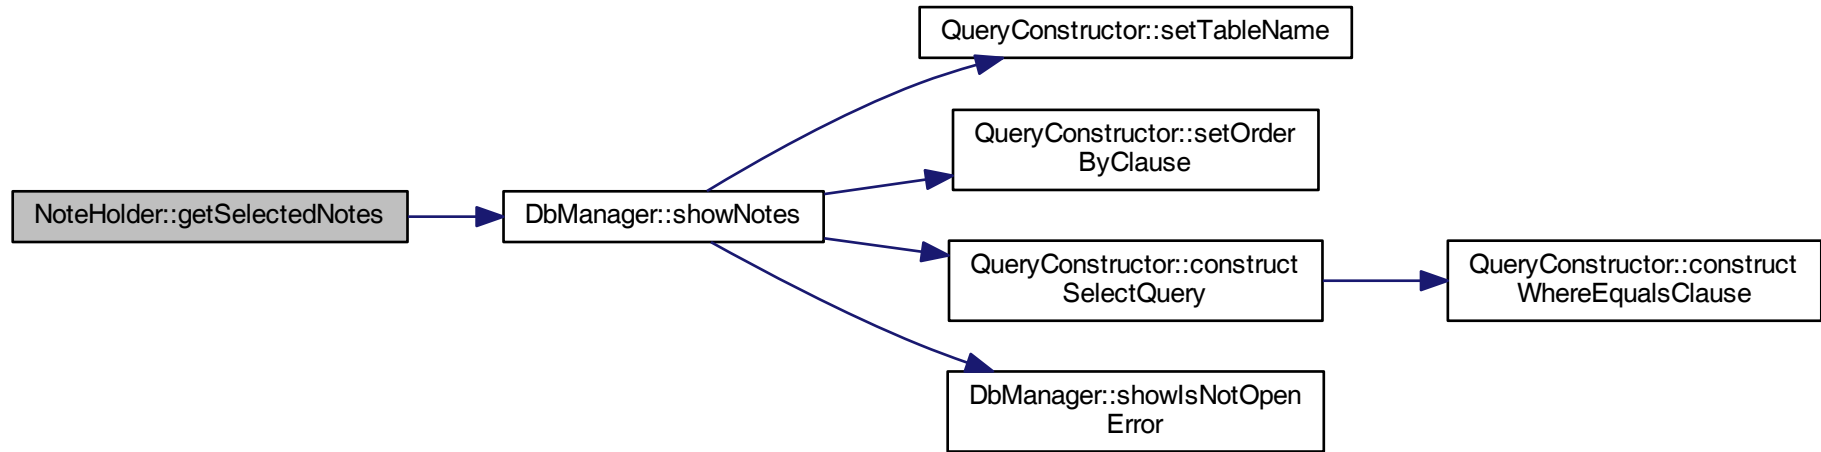 QueryConstructor::setTableName
QueryConstructor::setOrder
ByClause
NoteHolder::getSelectedNotes
DbManager::showNotes
QueryConstructor::construct
SelectQuery
QueryConstructor::construct
WhereEqualsClause
DbManager::showIsNotOpen
Error